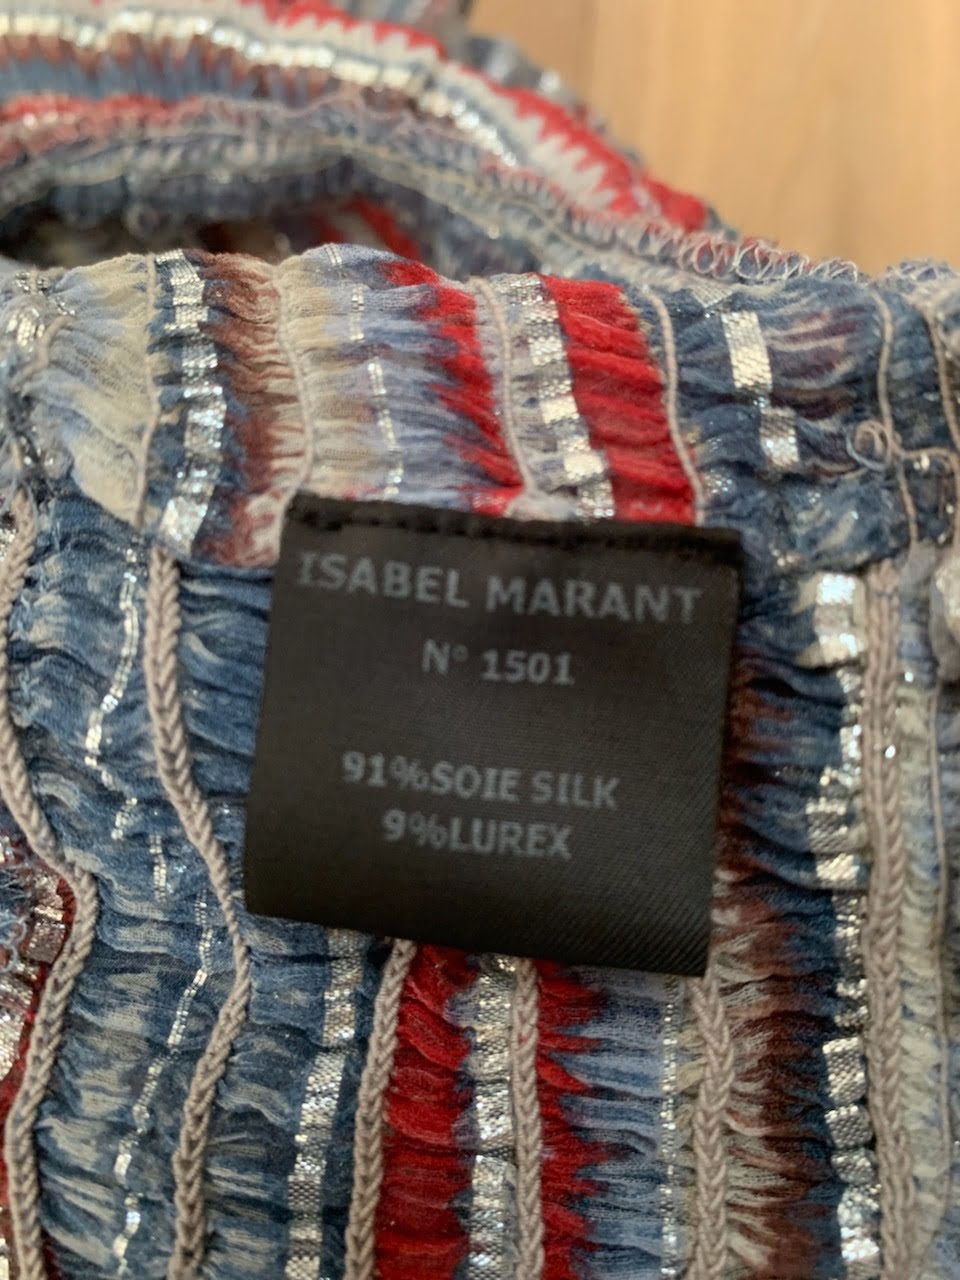 ISABEL MARANT
N° 1501
91%SOIE SILK
9%LUREX